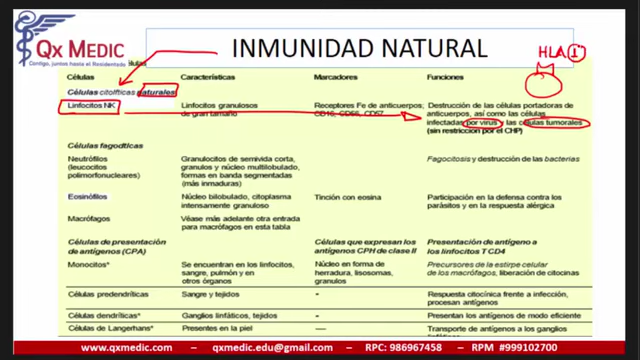 Qx MEDIC
Contigo, juntos hasta el Residentado
INMUNIDAD NATURAL
HLA I
células
Células Características Marcadores Funciones
Células citolíticas naturales
Linfocitos NK Linfocitos granulosos Receptores Fe de anticuerpos; Destrucción de las células portadoras de
de gran tamaño CD16, CD56, CD57 anticuerpos, así como las células
infectadas por virus y las células tumorales
(sin restricción por el CHP)
Células fagocíticas
Neutrófilos Granulocitos de semivida corta, Fagocitosis y destrucción de las bacterias
(leucocitos granulosos y núcleo multilobulado,
polimorfonucleares) formas en banda segmentadas
(más inmaduras)
Eosinófilos Núcleo bilobulado, citoplasma Tinción con eosina Participación en la defensa contra los
intensamente granuloso parásitos y en la respuesta alérgica
Macrófagos Véase más adelante otra entrada
para macrófagos en esta tabla
Células de presentación Células que expresan los Presentación de antígeno a
de antígenos (CPA) antígenos CPH de clase II los linfocitos T CD4
Monocitos* Se encuentran en los linfocitos, Núcleo en forma de Precursores de la estirpe celular
sangre, pulmón y en herradura, lisosomas, de los macrófagos, liberación de citocinas
otros órganos gránulos
Células predendríticas Sangre y tejidos - Respuesta citocínica frente a infección,
procesan antígenos
Células dendríticas* Ganglios linfáticos, tejidos - Presentan los antígenos de modo eficiente
Células de Langerhans* Presentes en la piel — Transporte de antígenos a los ganglios
www.qxmedic.com - qxmedic.edu@gmail.com - RPC: 986967458 - RPM #999102700